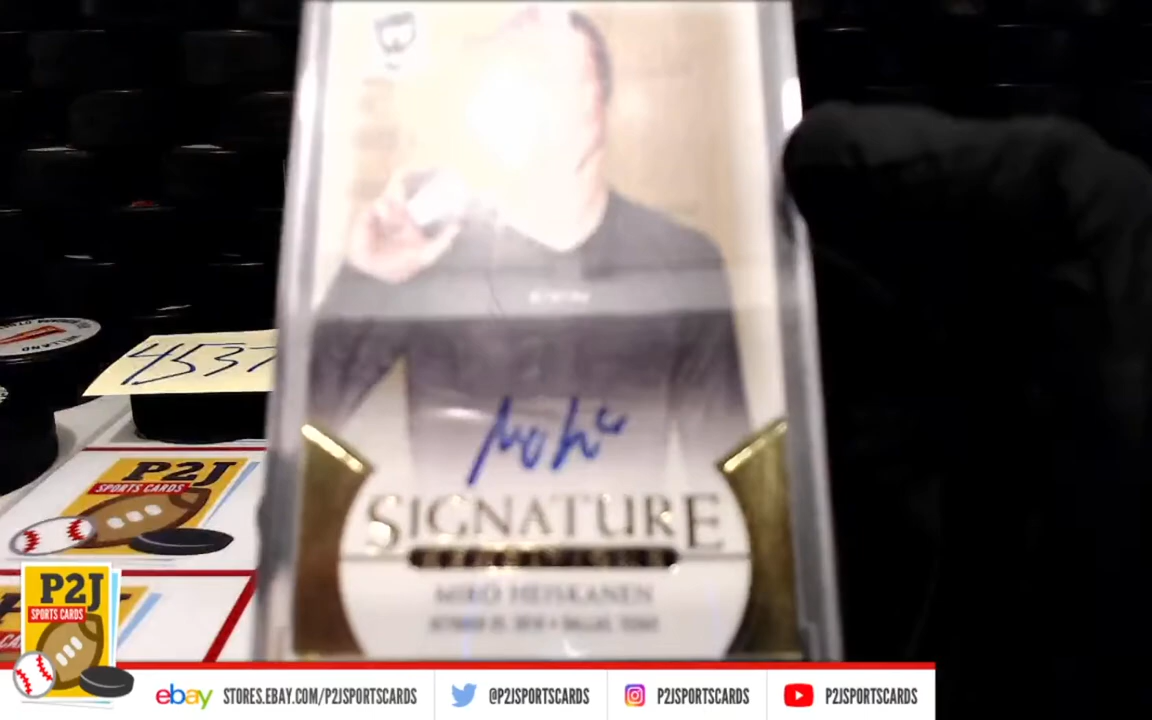 4537
SIGNATURE
MIRO HEISKANEN
P2J
SPORTS CARDS
P2J
SPORTS CARDS
ebay STORES.EBAY.COM/P2JSPORTSCARDS
@P2JSPORTSCARDS
P2JSPORTSCARDS
P2JSPORTSCARDS